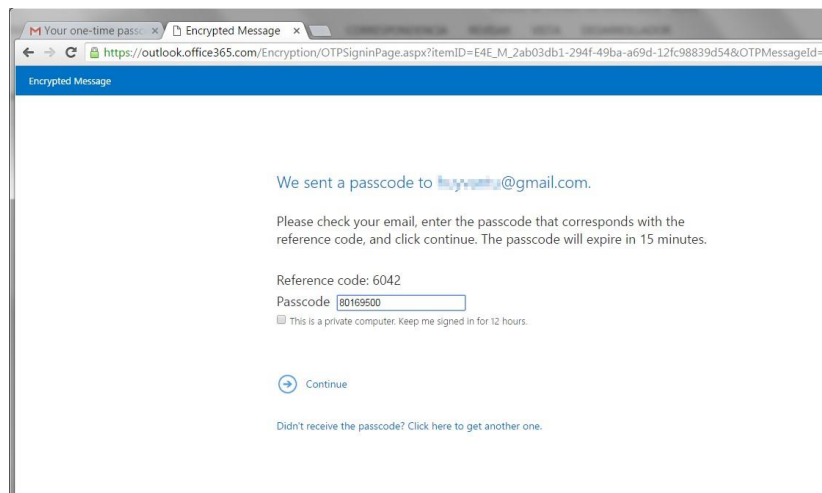 Your one-time passc
Encrypted Message
https://outlook.office365.com/Encryption/OTPSigninPage.aspx?itemID=E4E_M_2ab03db1-294f-49ba-a69d-12fc98839d54&OTPMessageId=
Encrypted Message
We sent a passcode to @gmail.com.
Please check your email, enter the passcode that corresponds with the
reference code, and click continue. The passcode will expire in 15 minutes.
Reference code: 6042
Passcode 80169500
This is a private computer. Keep me signed in for 12 hours.
Continue
Didn't receive the passcode? Click here to get another one.